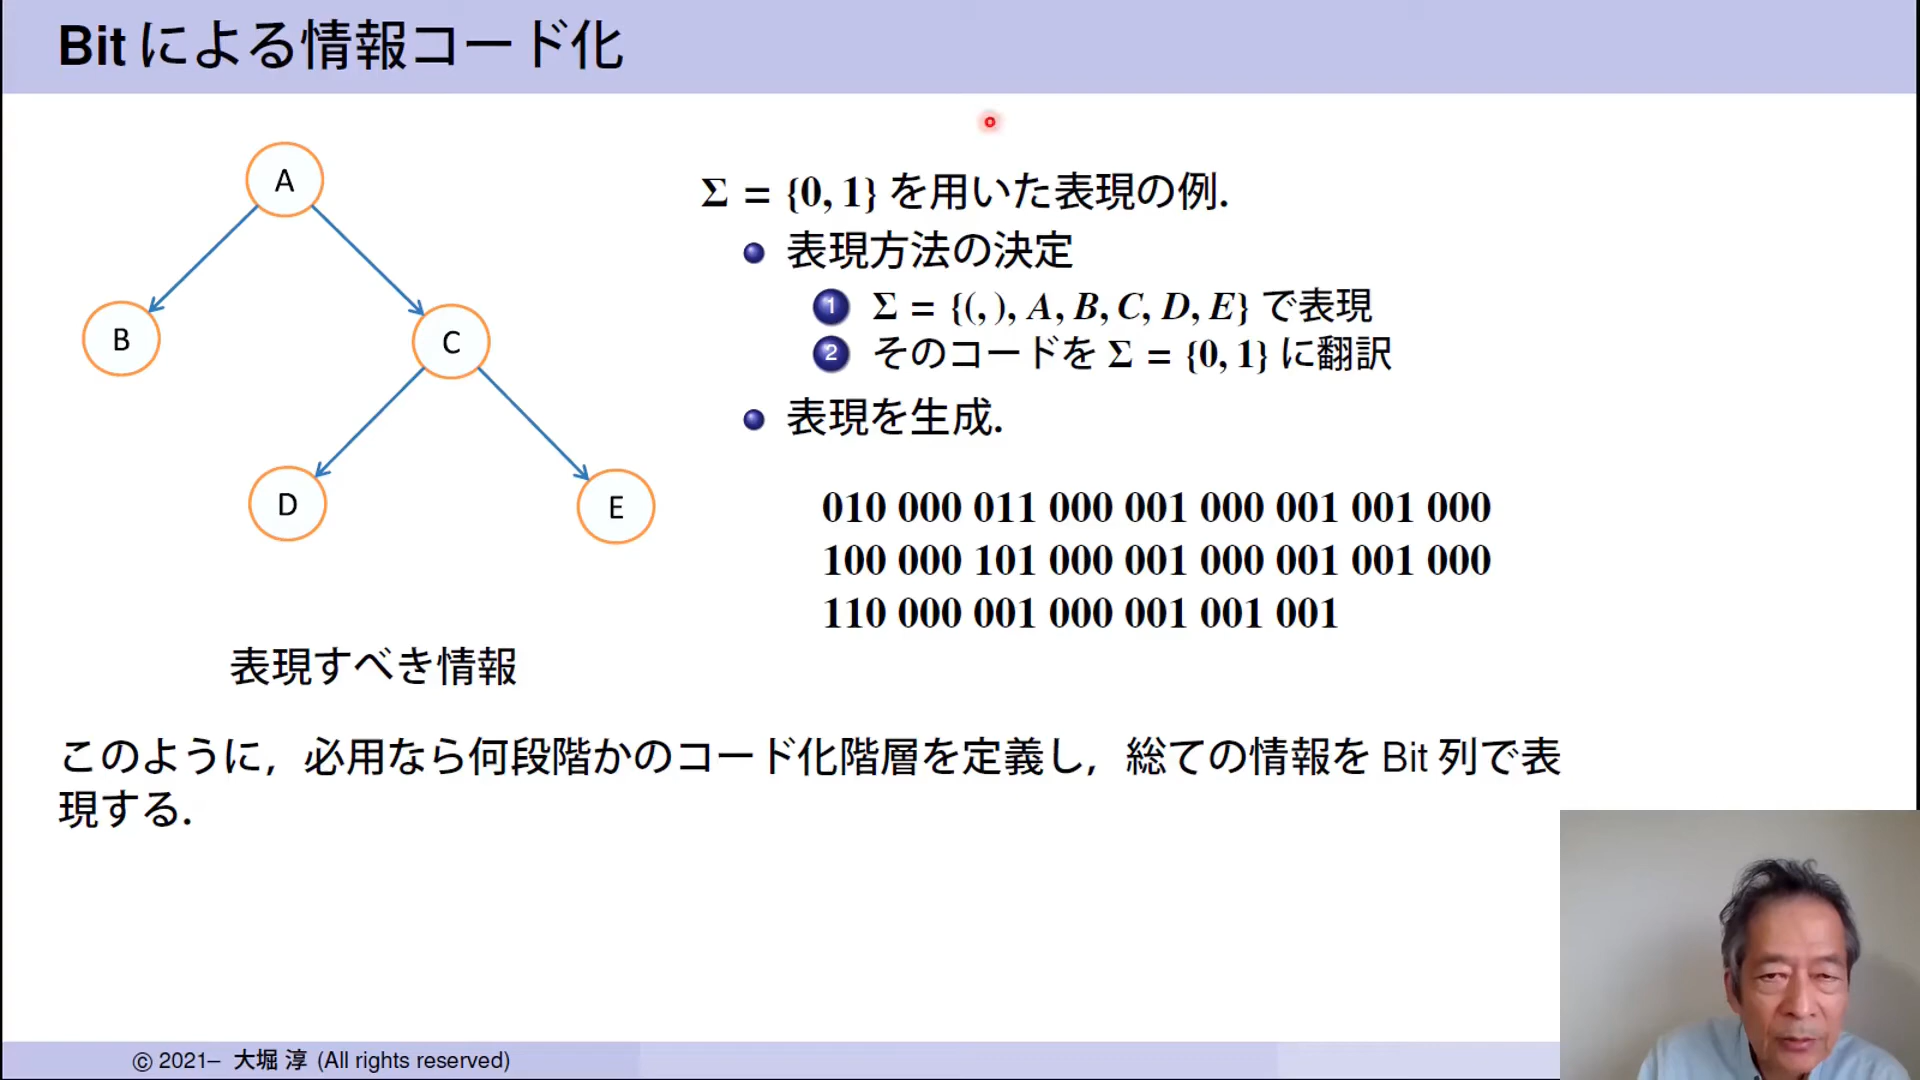 Bitによる情報コード化
A
B
C
D
E
表現すべき情報
Σ = {0, 1} を用いた表現の例.
表現方法の決定
1 Σ = {(, ), A, B, C, D, E} で表現
2 そのコードを Σ = {0, 1} に翻訳
表現を生成.
010 000 011 000 001 000 001 001 000
100 000 101 000 001 000 001 001 000
110 000 001 000 001 001 001
このように，必用なら何段階かのコード化階層を定義し，総ての情報を Bit 列で表
現する.
© 2021– 大堀 淳 (All rights reserved)